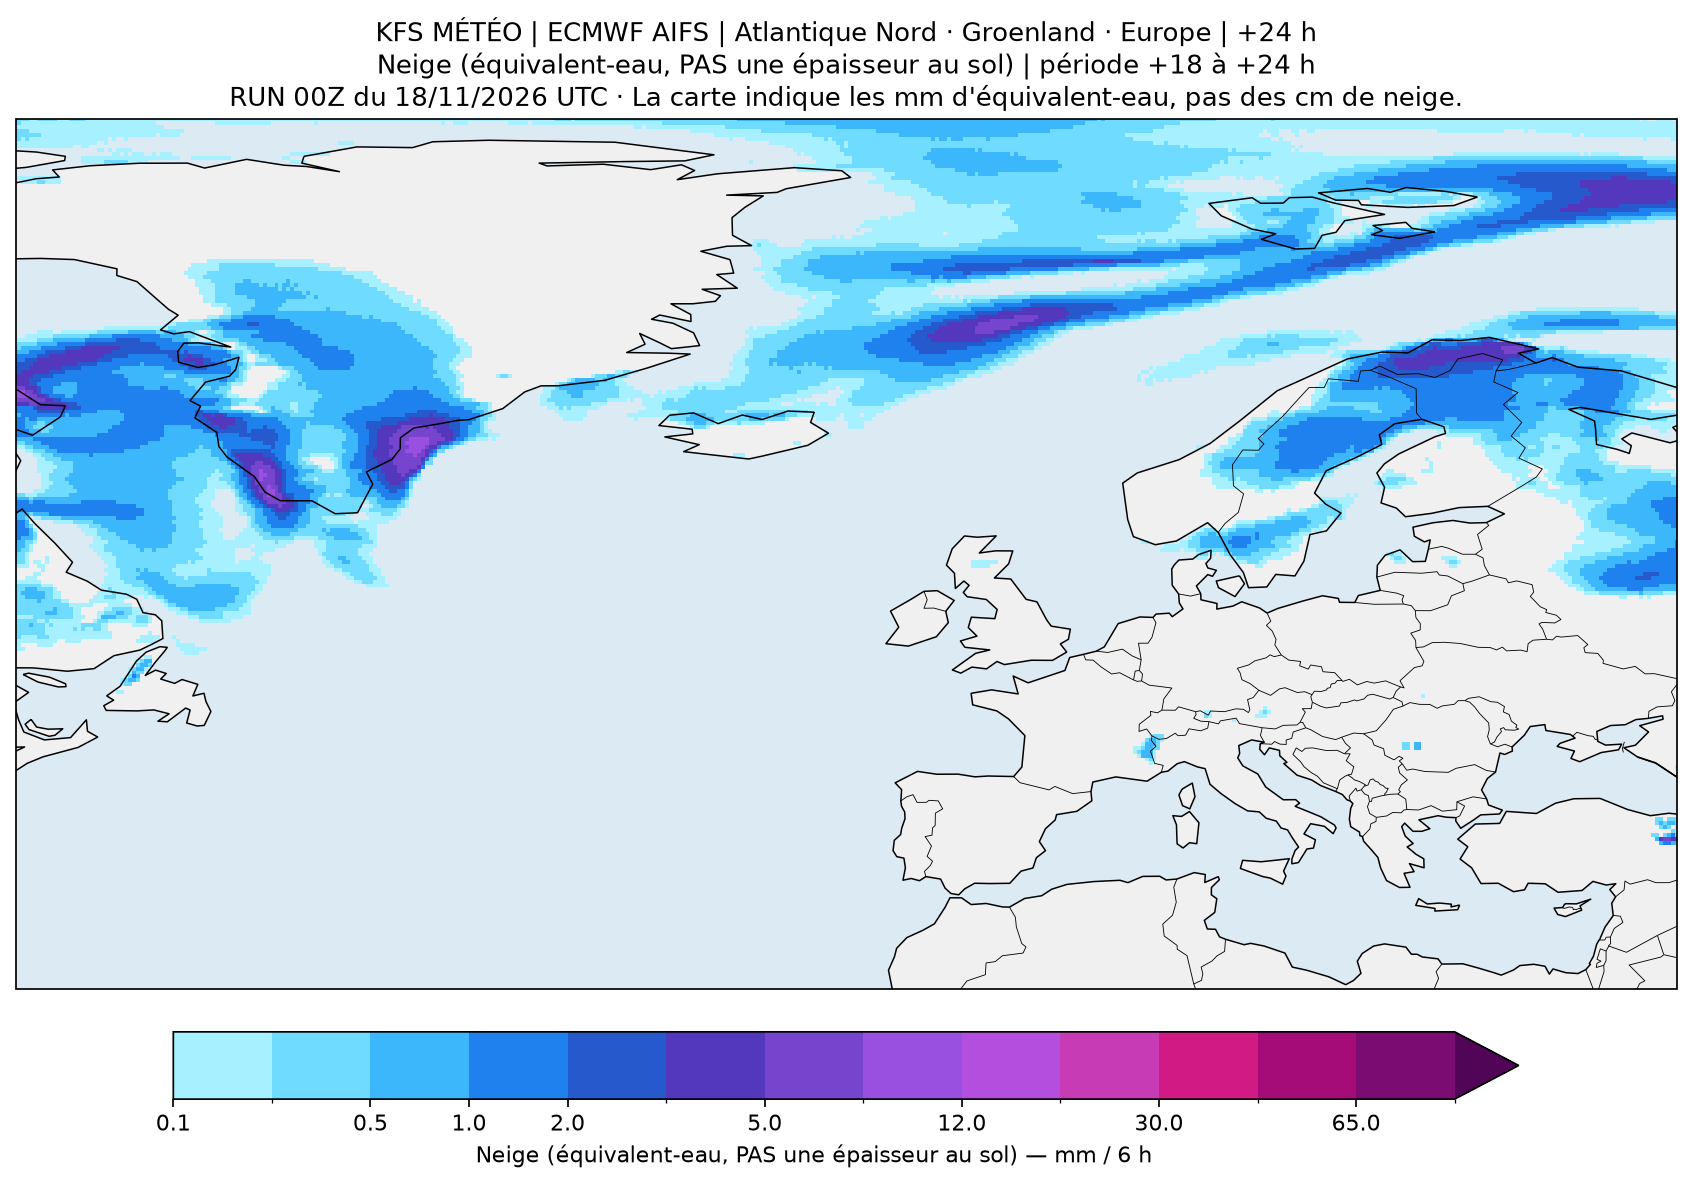 KFS MÉTÉO | ECMWF AIFS | Atlantique Nord · Groenland · Europe | +24 h
Neige (équivalent-eau, PAS une épaisseur au sol) | période +18 à +24 h
RUN 00Z du 18/11/2026 UTC · La carte indique les mm d'équivalent-eau, pas des cm de neige.
0.1 0.5 1.0 2.0 5.0 12.0 30.0 65.0
Neige (équivalent-eau, PAS une épaisseur au sol) — mm / 6 h